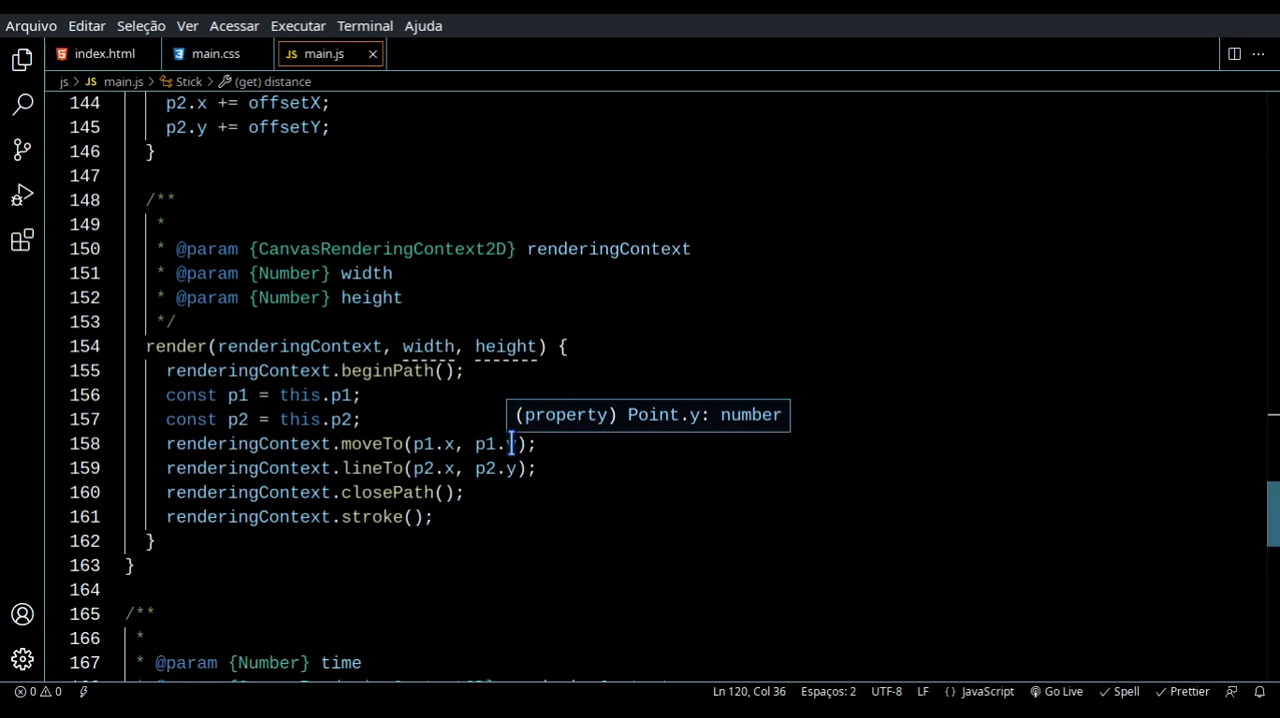 Arquivo Editar Seleção Ver Acessar Executar Terminal Ajuda
index.html main.css JS main.js
js > JS main.js > Stick > (get) distance
144 p2.x += offsetX;
145 p2.y += offsetY;
146 }
147
148 /**
149 *
150 * @param {CanvasRenderingContext2D} renderingContext
151 * @param {Number} width
152 * @param {Number} height
153 */
154 render(renderingContext, width, height) {
155 renderingContext.beginPath();
156 const p1 = this.p1;
157 const p2 = this.p2;
(property) Point.y: number
158 renderingContext.moveTo(p1.x, p1.y);
159 renderingContext.lineTo(p2.x, p2.y);
160 renderingContext.closePath();
161 renderingContext.stroke();
162 }
163 }
164
165 /**
166 *
167 * @param {Number} time
0 0 Ln 120, Col 36 Espaços: 2 UTF-8 LF {} JavaScript Go Live Spell Prettier